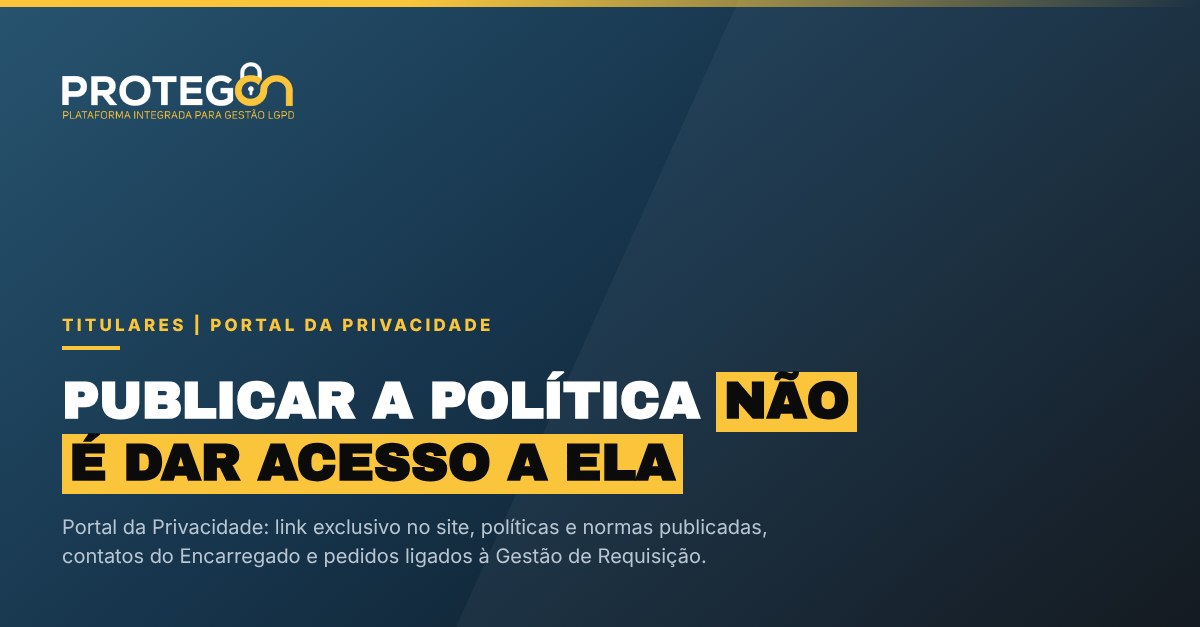 PROTEGON
PLATAFORMA INTEGRADA PARA GESTÃO LGPD
TITULARES | PORTAL DA PRIVACIDADE
PUBLICAR A POLÍTICA NÃO
É DAR ACESSO A ELA
Portal da Privacidade: link exclusivo no site, políticas e normas publicadas,
contatos do Encarregado e pedidos ligados à Gestão de Requisição.